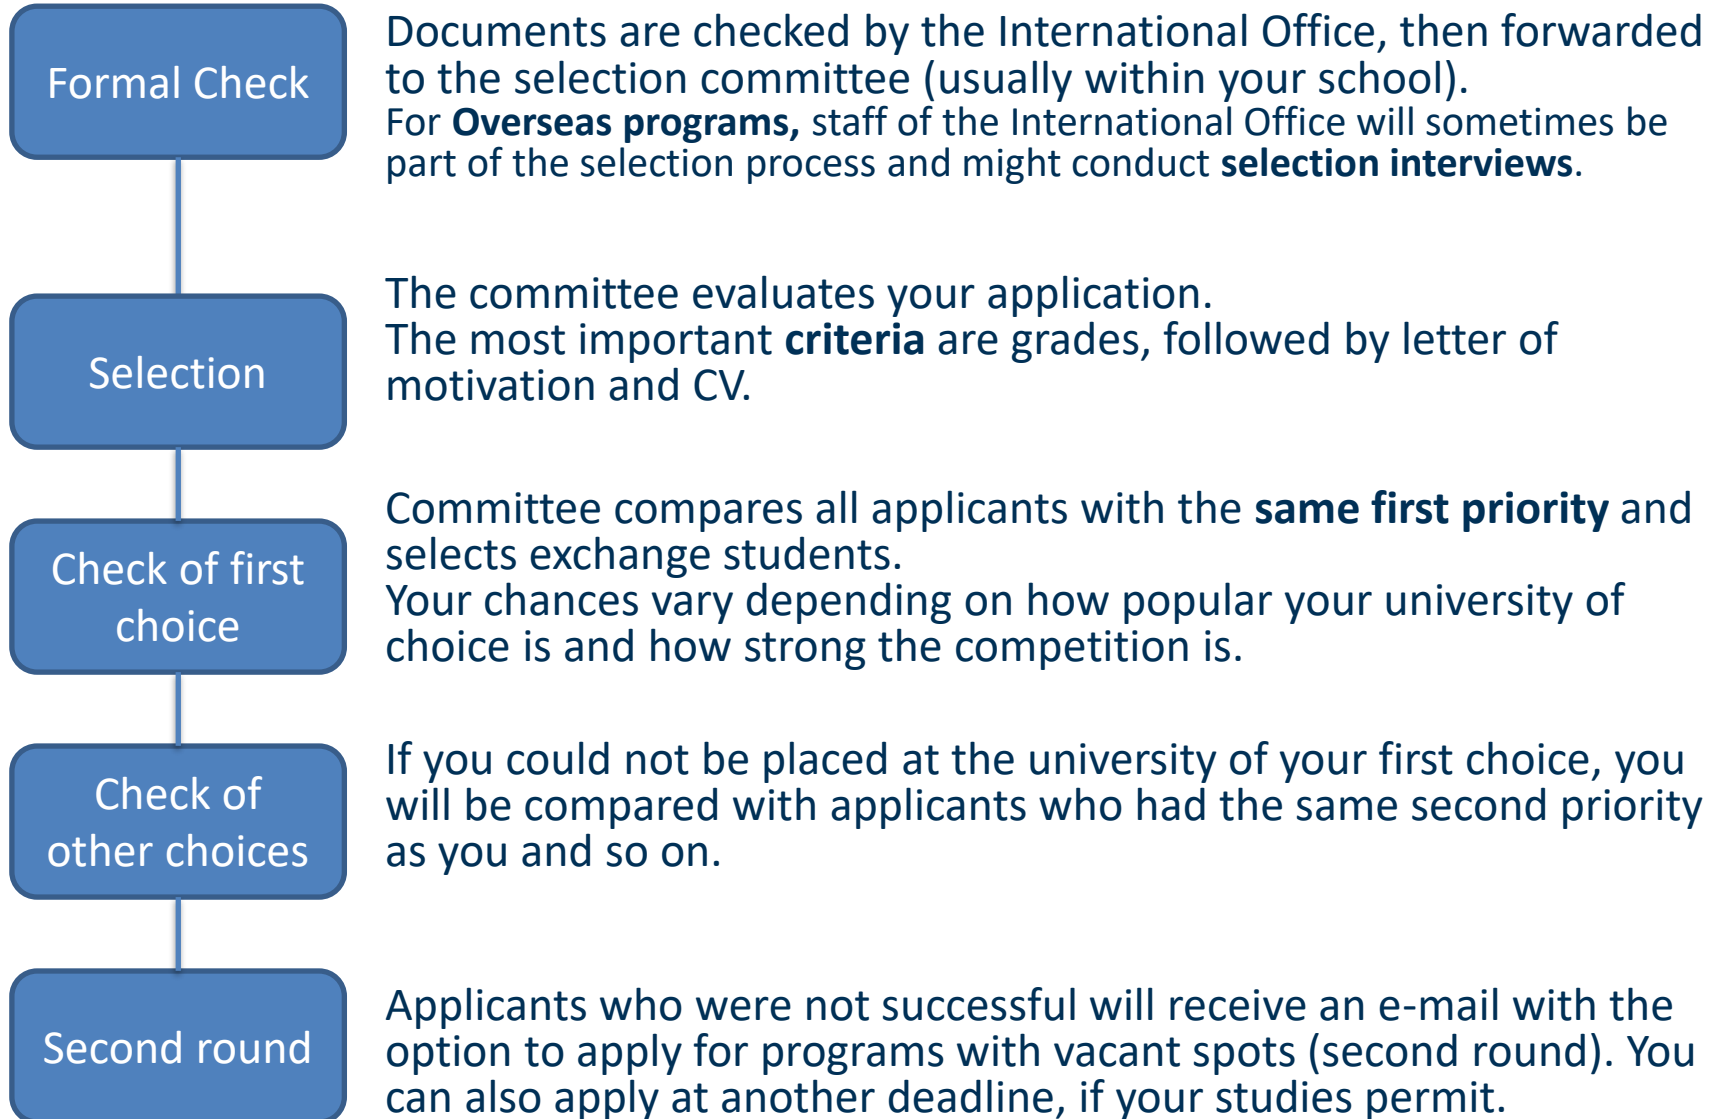 Formal Check
Documents are checked by the International Office, then forwarded
to the selection committee (usually within your school).
For Overseas programs, staff of the International Office will sometimes be
part of the selection process and might conduct selection interviews.
Selection
The committee evaluates your application.
The most important criteria are grades, followed by letter of
motivation and CV.
Check of first
choice
Committee compares all applicants with the same first priority and
selects exchange students.
Your chances vary depending on how popular your university of
choice is and how strong the competition is.
Check of
other choices
If you could not be placed at the university of your first choice, you
will be compared with applicants who had the same second priority
as you and so on.
Second round
Applicants who were not successful will receive an e-mail with the
option to apply for programs with vacant spots (second round). You
can also apply at another deadline, if your studies permit.